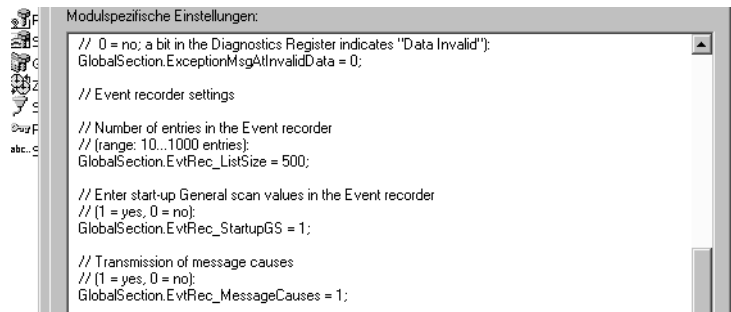 Modulspezifische Einstellungen:
// 0 = no; a bit in the Diagnostics Register indicates "Data Invalid"):
GlobalSection.ExceptionMsgAtInvalidData = 0;
// Event recorder settings
// Number of entries in the Event recorder
// (range: 10...1000 entries):
GlobalSection.EvtRec_ListSize = 500;
// Enter start-up General scan values in the Event recorder
// (1 = yes, 0 = no):
GlobalSection.EvtRec_StartupGS = 1;
// Transmission of message causes
// (1 = yes, 0 = no):
GlobalSection.EvtRec_MessageCauses = 1;
abc..